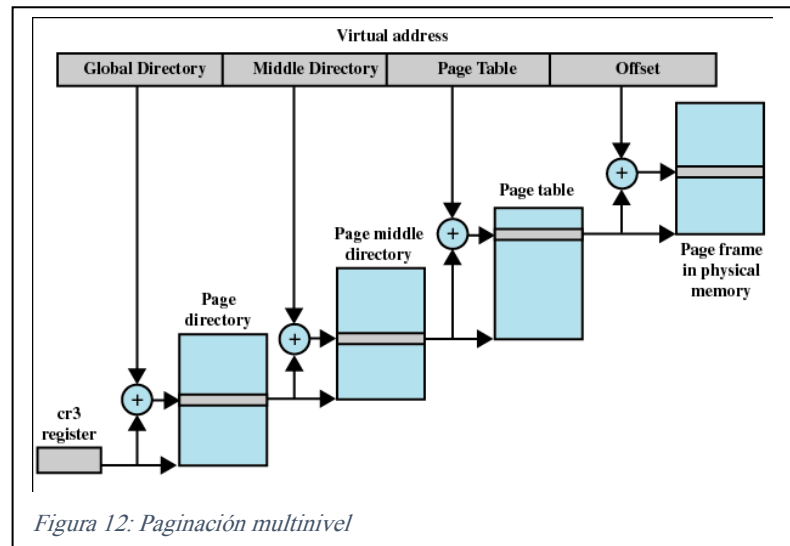 Virtual address
Global Directory
Middle Directory
Page Table
Offset
Page table
Page middle
directory
Page frame
in physical
memory
Page
directory
cr3
register
+
+
+
+
Figura 12: Paginación multinivel